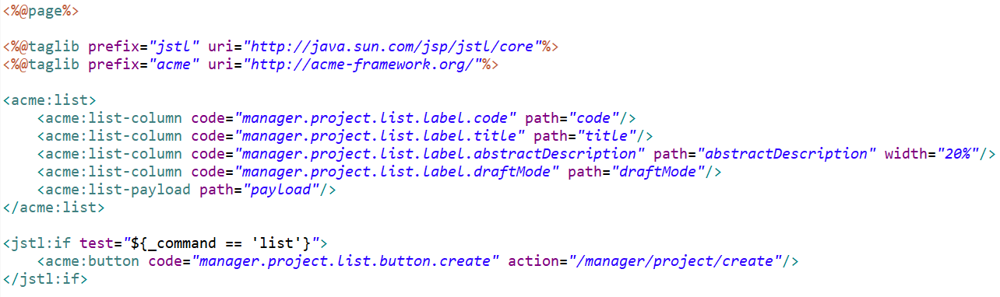 <%@page%>
<%@taglib prefix="jstl" uri="http://java.sun.com/jsp/jstl/core"%>
<%@taglib prefix="acme" uri="http://acme-framework.org/"%>
<acme:list>
<acme:list-column code="manager.project.list.label.code" path="code"/>
<acme:list-column code="manager.project.list.label.title" path="title"/>
<acme:list-column code="manager.project.list.label.abstractDescription" path="abstractDescription" width="20%"/>
<acme:list-column code="manager.project.list.label.draftMode" path="draftMode"/>
<acme:list-payload path="payload"/>
</acme:list>
<jstl:if test="${_command == 'list'}">
<acme:button code="manager.project.list.button.create" action="/manager/project/create"/>
</jstl:if>